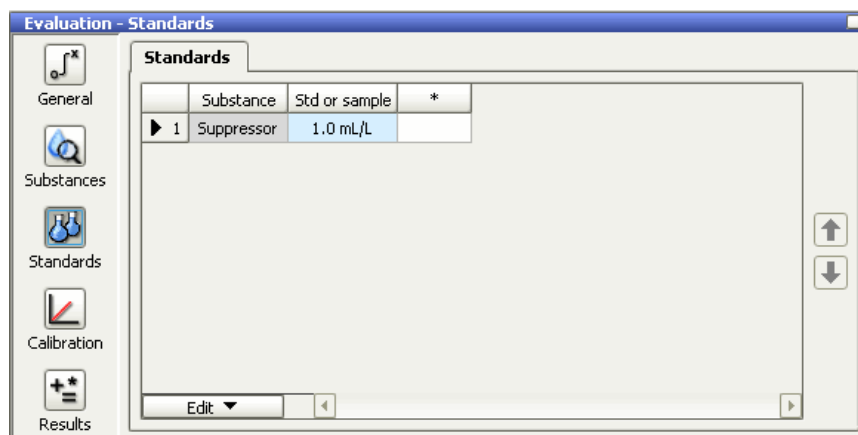 Evaluation - Standards
General
Substances
Standards
Calibration
Results
Standards
Substance Std or sample *
1 Suppressor 1.0 mL/L
Edit